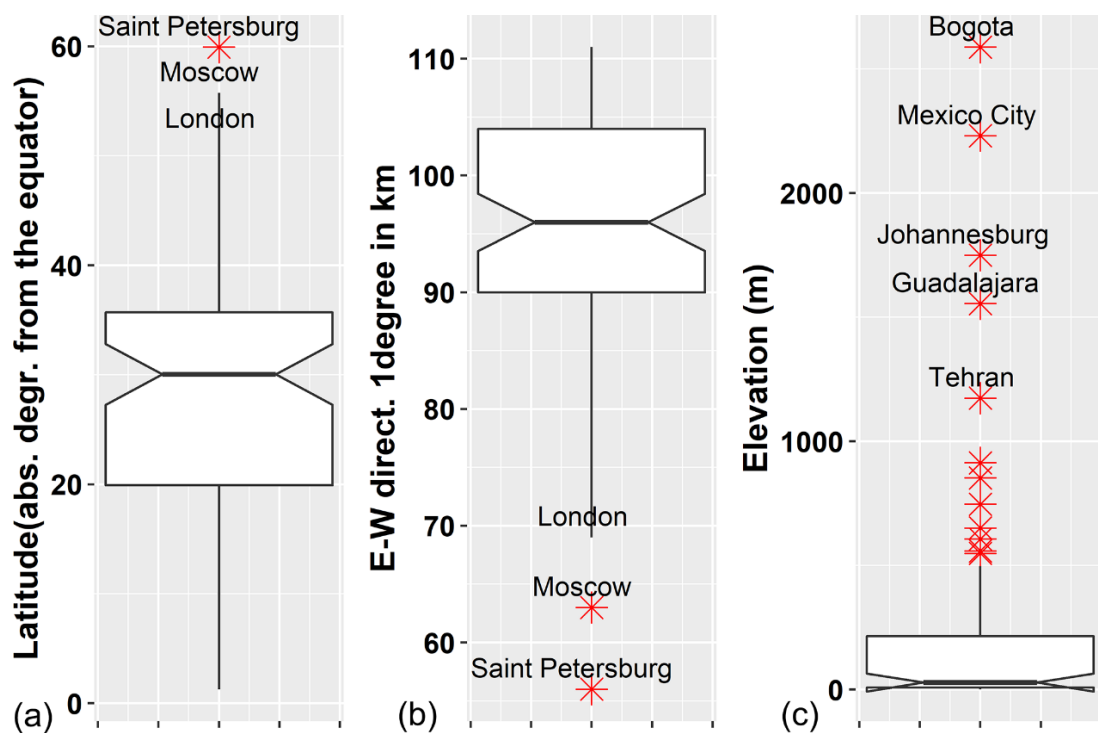 Latitude(abs. degr. from the equator)
60
40
20
0
Saint Petersburg
Moscow
London
(a)
E-W direct. 1degree in km
110
100
90
80
70
60
London
Moscow
Saint Petersburg
(b)
Elevation (m)
2000
1000
0
Bogota
Mexico City
Johannesburg
Guadalajara
Tehran
(c)